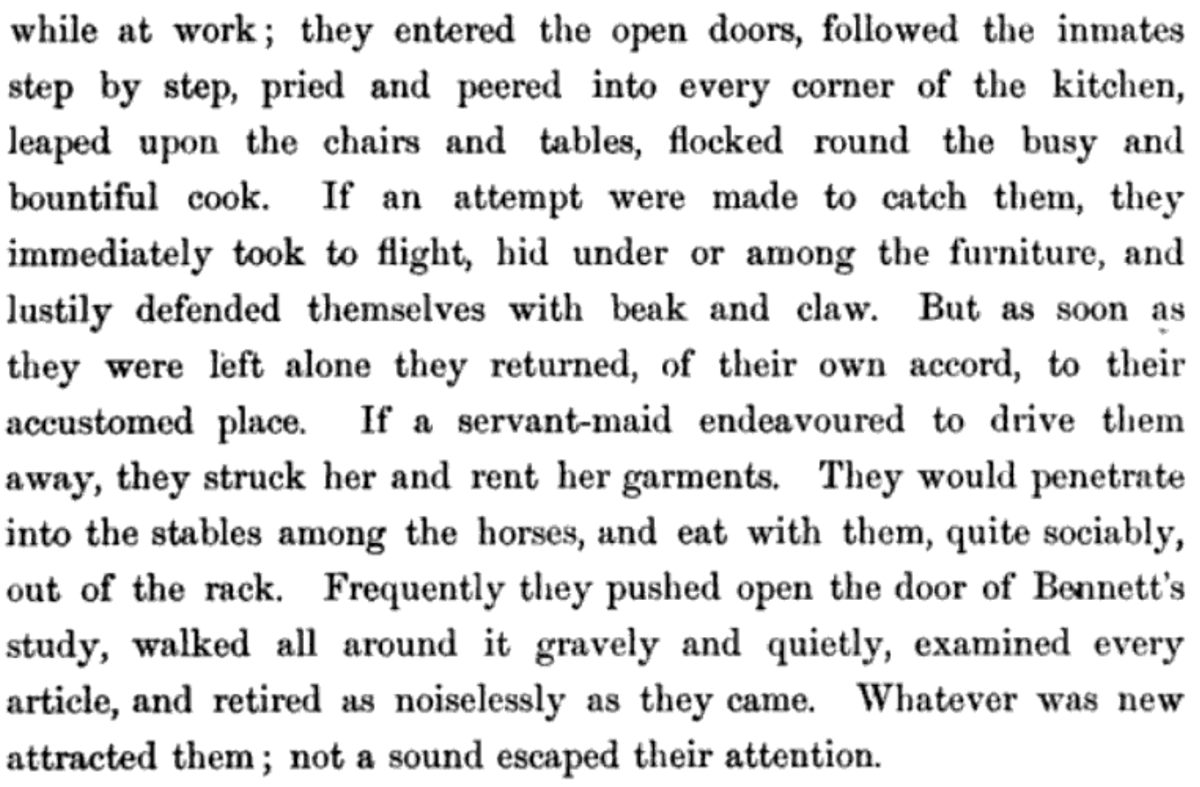 while at work; they entered the open doors, followed the inmates
step by step, pried and peered into every corner of the kitchen,
leaped upon the chairs and tables, flocked round the busy and
bountiful cook. If an attempt were made to catch them, they
immediately took to flight, hid under or among the furniture, and
lustily defended themselves with beak and claw. But as soon as
they were left alone they returned, of their own accord, to their
accustomed place. If a servant-maid endeavoured to drive them
away, they struck her and rent her garments. They would penetrate
into the stables among the horses, and eat with them, quite sociably,
out of the rack. Frequently they pushed open the door of Bennett's
study, walked all around it gravely and quietly, examined every
article, and retired as noiselessly as they came. Whatever was new
attracted them; not a sound escaped their attention.